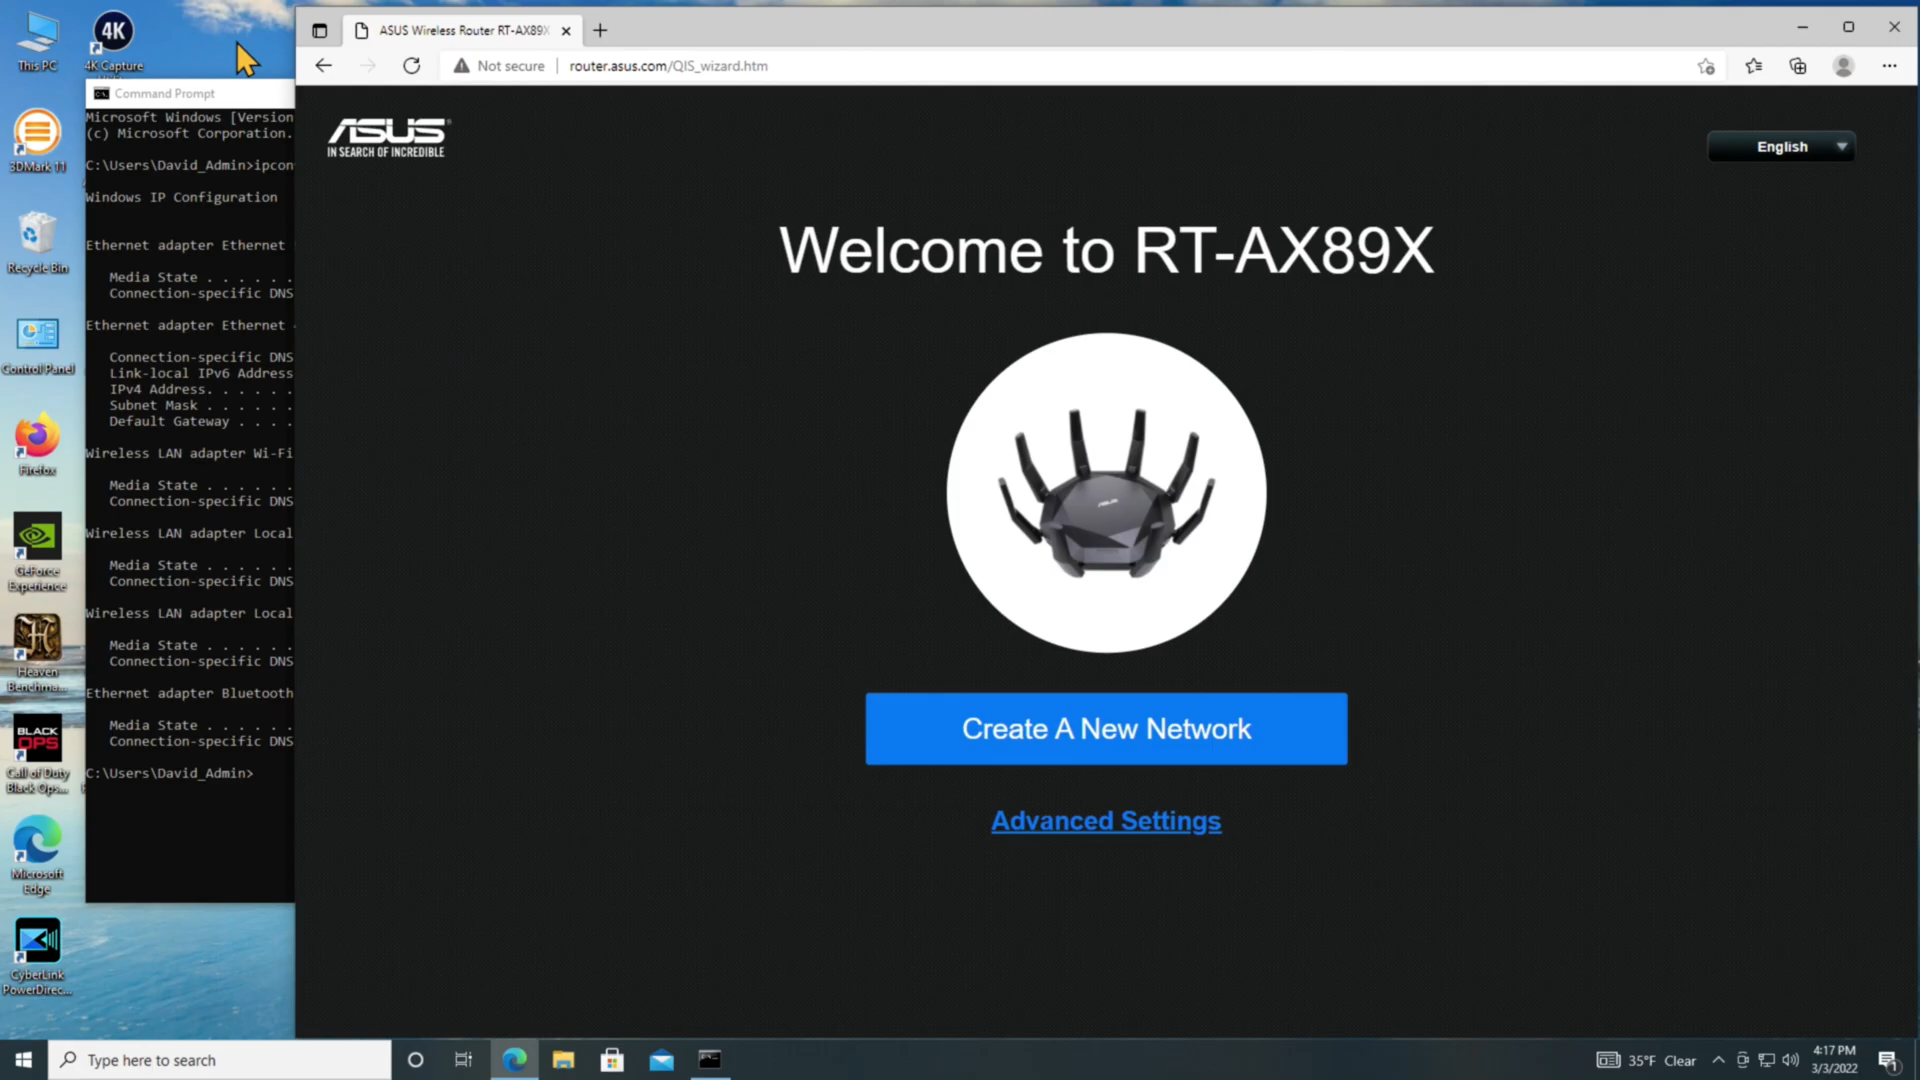 This PC
4K
4K Capture
3DMark 11
Recycle Bin
Control Panel
Firefox
GeForce
Experience
Heaven
Benchma...
BLACK
OPS
Call of Duty
Black Ops...
Microsoft
Edge
CyberLink
PowerDirec...
Command Prompt
Microsoft Windows [Version
(c) Microsoft Corporation.
C:\Users\David_Admin>ipcon
Windows IP Configuration
Ethernet adapter Ethernet
Media State . . . . . .
Connection-specific DNS
Ethernet adapter Ethernet
Connection-specific DNS
Link-local IPv6 Address
IPv4 Address. . . . . .
Subnet Mask . . . . . .
Default Gateway . . . .
Wireless LAN adapter Wi-Fi
Media State . . . . . .
Connection-specific DNS
Wireless LAN adapter Local
Media State . . . . . .
Connection-specific DNS
Wireless LAN adapter Local
Media State . . . . . .
Connection-specific DNS
Ethernet adapter Bluetooth
Media State . . . . . .
Connection-specific DNS
C:\Users\David_Admin>
ASUS Wireless Router RT-AX89X
Not secure
router.asus.com/QIS_wizard.htm
ASUS
IN SEARCH OF INCREDIBLE
English
Welcome to RT-AX89X
ASUS
Create A New Network
Advanced Settings
Type here to search
35°F Clear
4:17 PM
3/3/2022
1